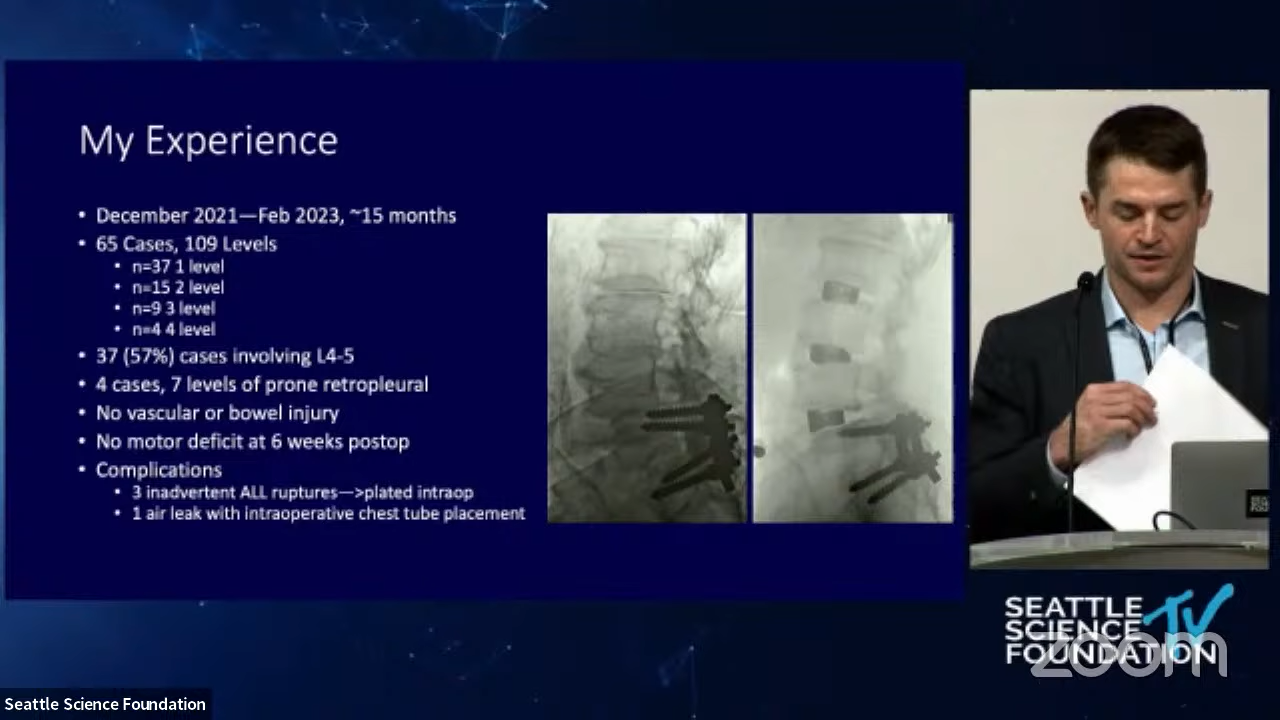 My Experience
• December 2021—Feb 2023, ~15 months
• 65 Cases, 109 Levels
• n=37 1 level
• n=15 2 level
• n=9 3 level
• n=4 4 level
• 37 (57%) cases involving L4-5
• 4 cases, 7 levels of prone retropleural
• No vascular or bowel injury
• No motor deficit at 6 weeks postop
• Complications
• 3 inadvertent ALL ruptures—>plated intraop
• 1 air leak with intraoperative chest tube placement
SEATTLE
SCIENCE TV
FOUNDATION
zoom
Seattle Science Foundation